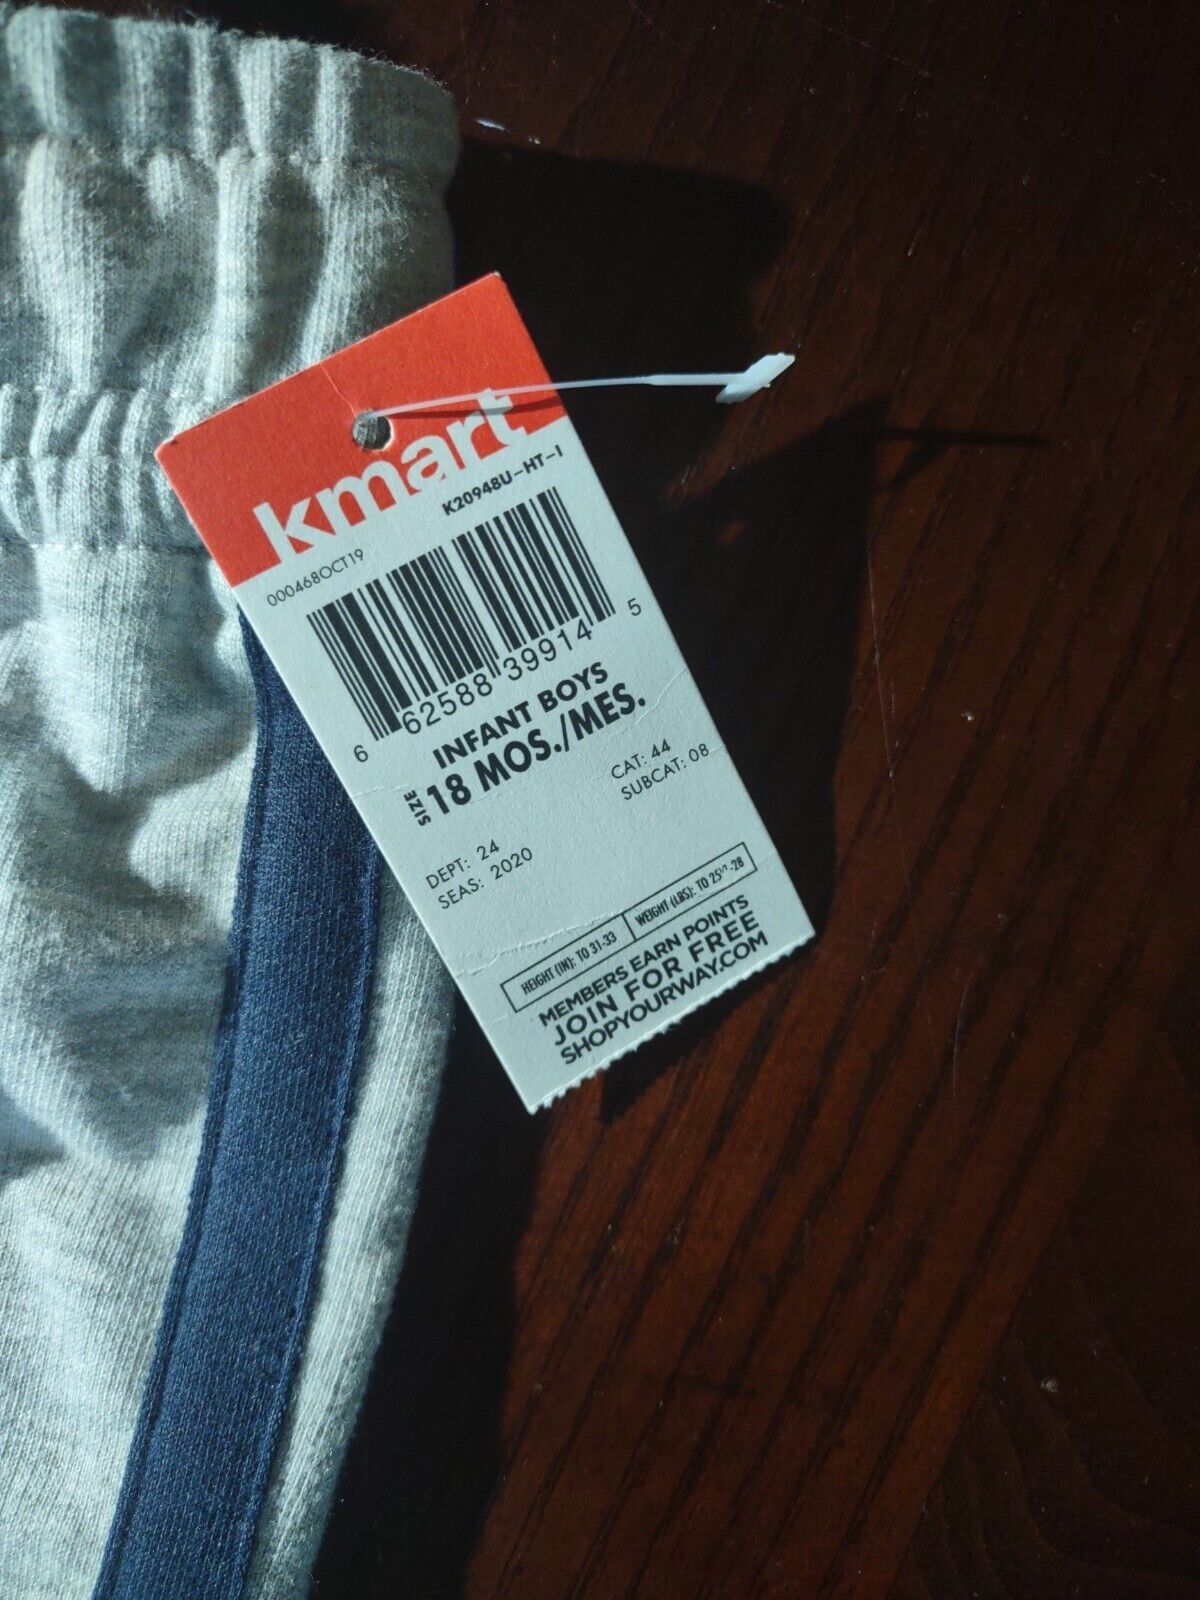 kmart
K20948U-HT-I
000468OCT19
6 62588 39914 5
INFANT BOYS
SIZE 18 MOS./MES.
CAT: 44
SUBCAT: 08
DEPT: 24
SEAS: 2020
HEIGHT (IN): TO 31-33 WEIGHT (LBS): TO 25½-28
MEMBERS EARN POINTS
JOIN FOR FREE
SHOPYOURWAY.COM